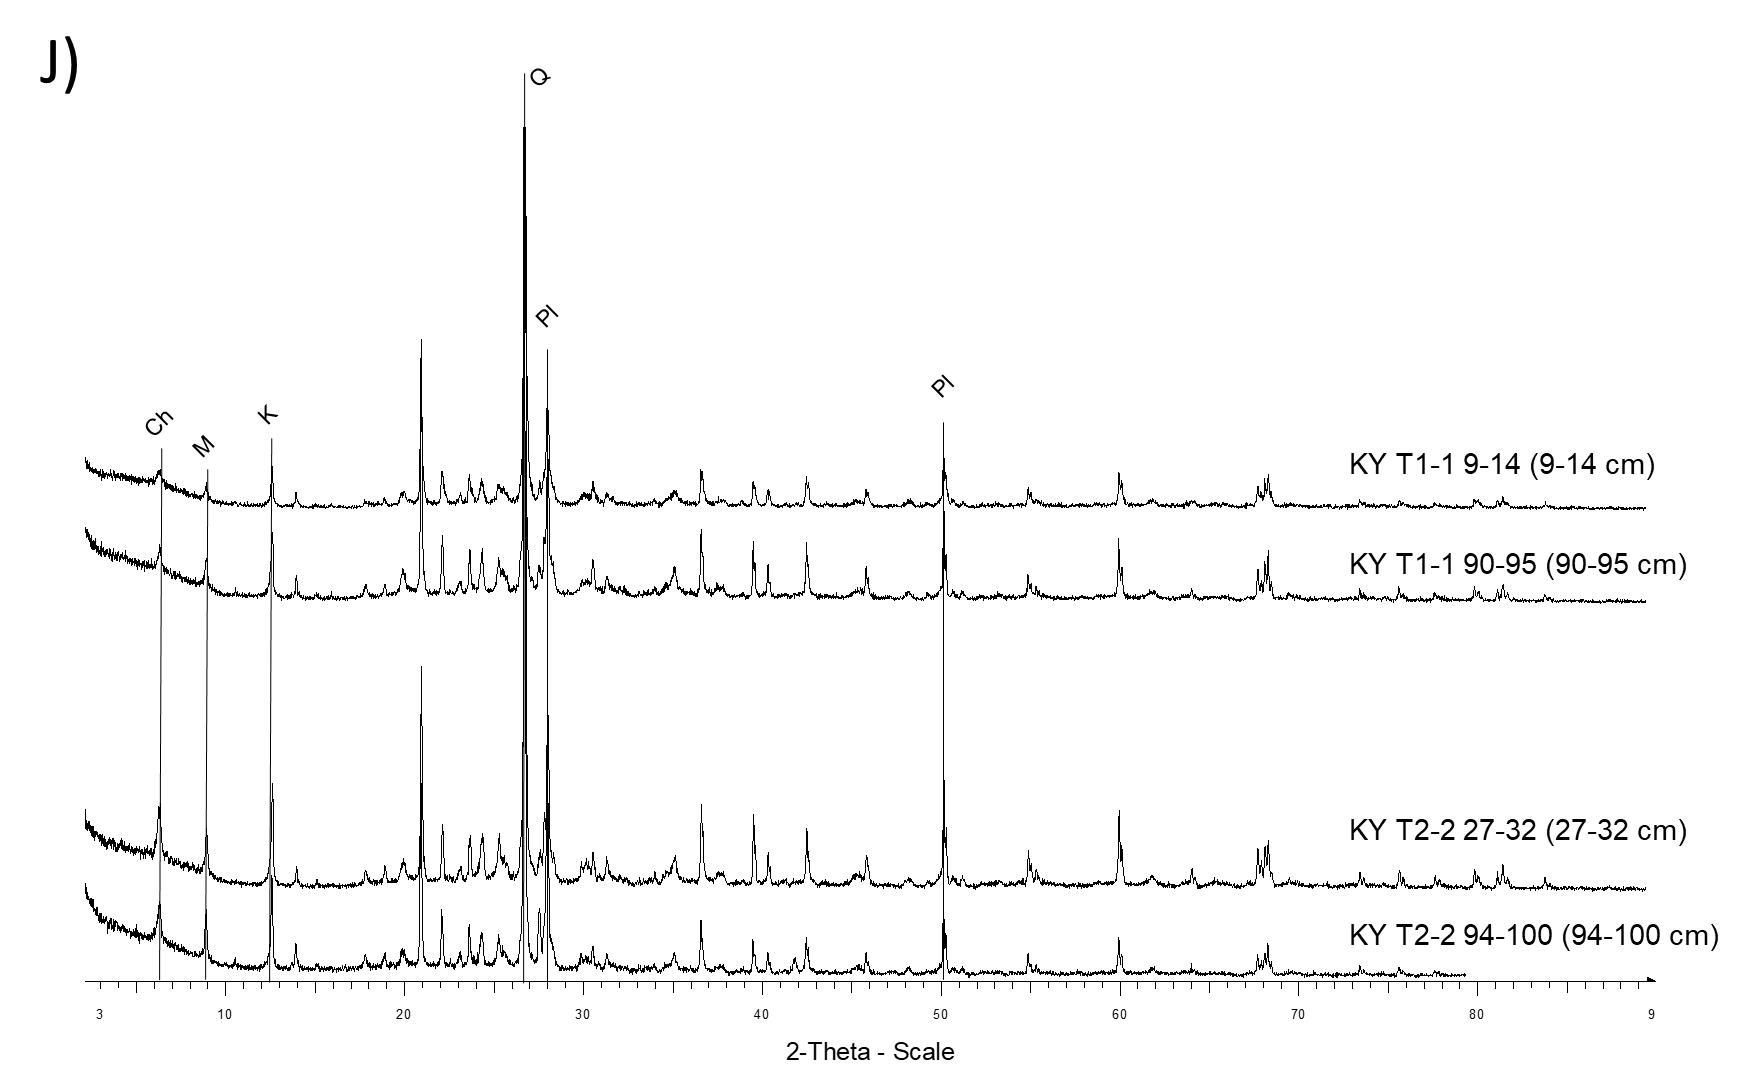 J)
Q
Pl
Pl
Ch
K
M
KY T1-1 9-14 (9-14 cm)
KY T1-1 90-95 (90-95 cm)
KY T2-2 27-32 (27-32 cm)
KY T2-2 94-100 (94-100 cm)
3 10 20 30 40 50 60 70 80 9
2-Theta - Scale